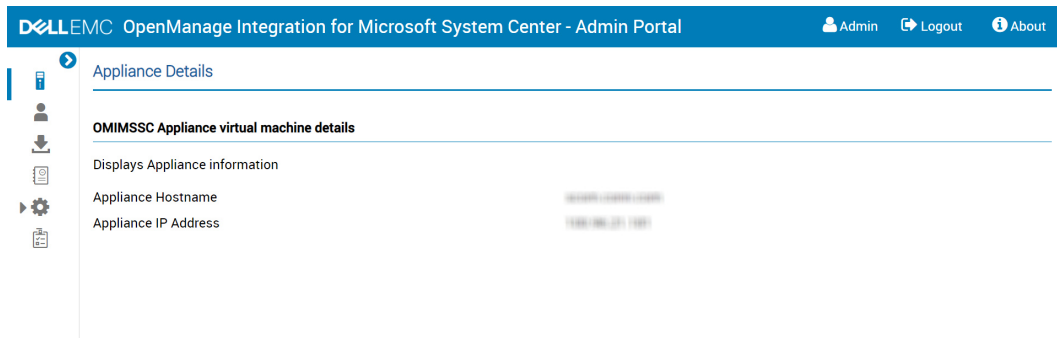 DELLEMC OpenManage Integration for Microsoft System Center - Admin Portal Admin Logout About
Appliance Details
OMIMSSC Appliance virtual machine details
Displays Appliance information
Appliance Hostname
Appliance IP Address